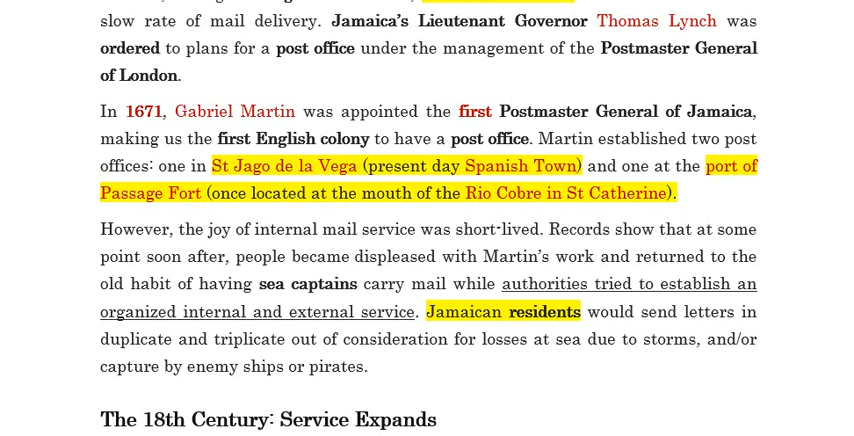 slow rate of mail delivery. Jamaica's Lieutenant Governor Thomas Lynch was
ordered to plans for a post office under the management of the Postmaster General
of London.
In 1671, Gabriel Martin was appointed the first Postmaster General of Jamaica,
making us the first English colony to have a post office. Martin established two post
offices: one in St Jago de la Vega (present day Spanish Town) and one at the port of
Passage Fort (once located at the mouth of the Rio Cobre in St Catherine).
However, the joy of internal mail service was short-lived. Records show that at some
point soon after, people became displeased with Martin's work and returned to the
old habit of having sea captains carry mail while authorities tried to establish an
organized internal and external service. Jamaican residents would send letters in
duplicate and triplicate out of consideration for losses at sea due to storms, and/or
capture by enemy ships or pirates.
The 18th Century: Service Expands